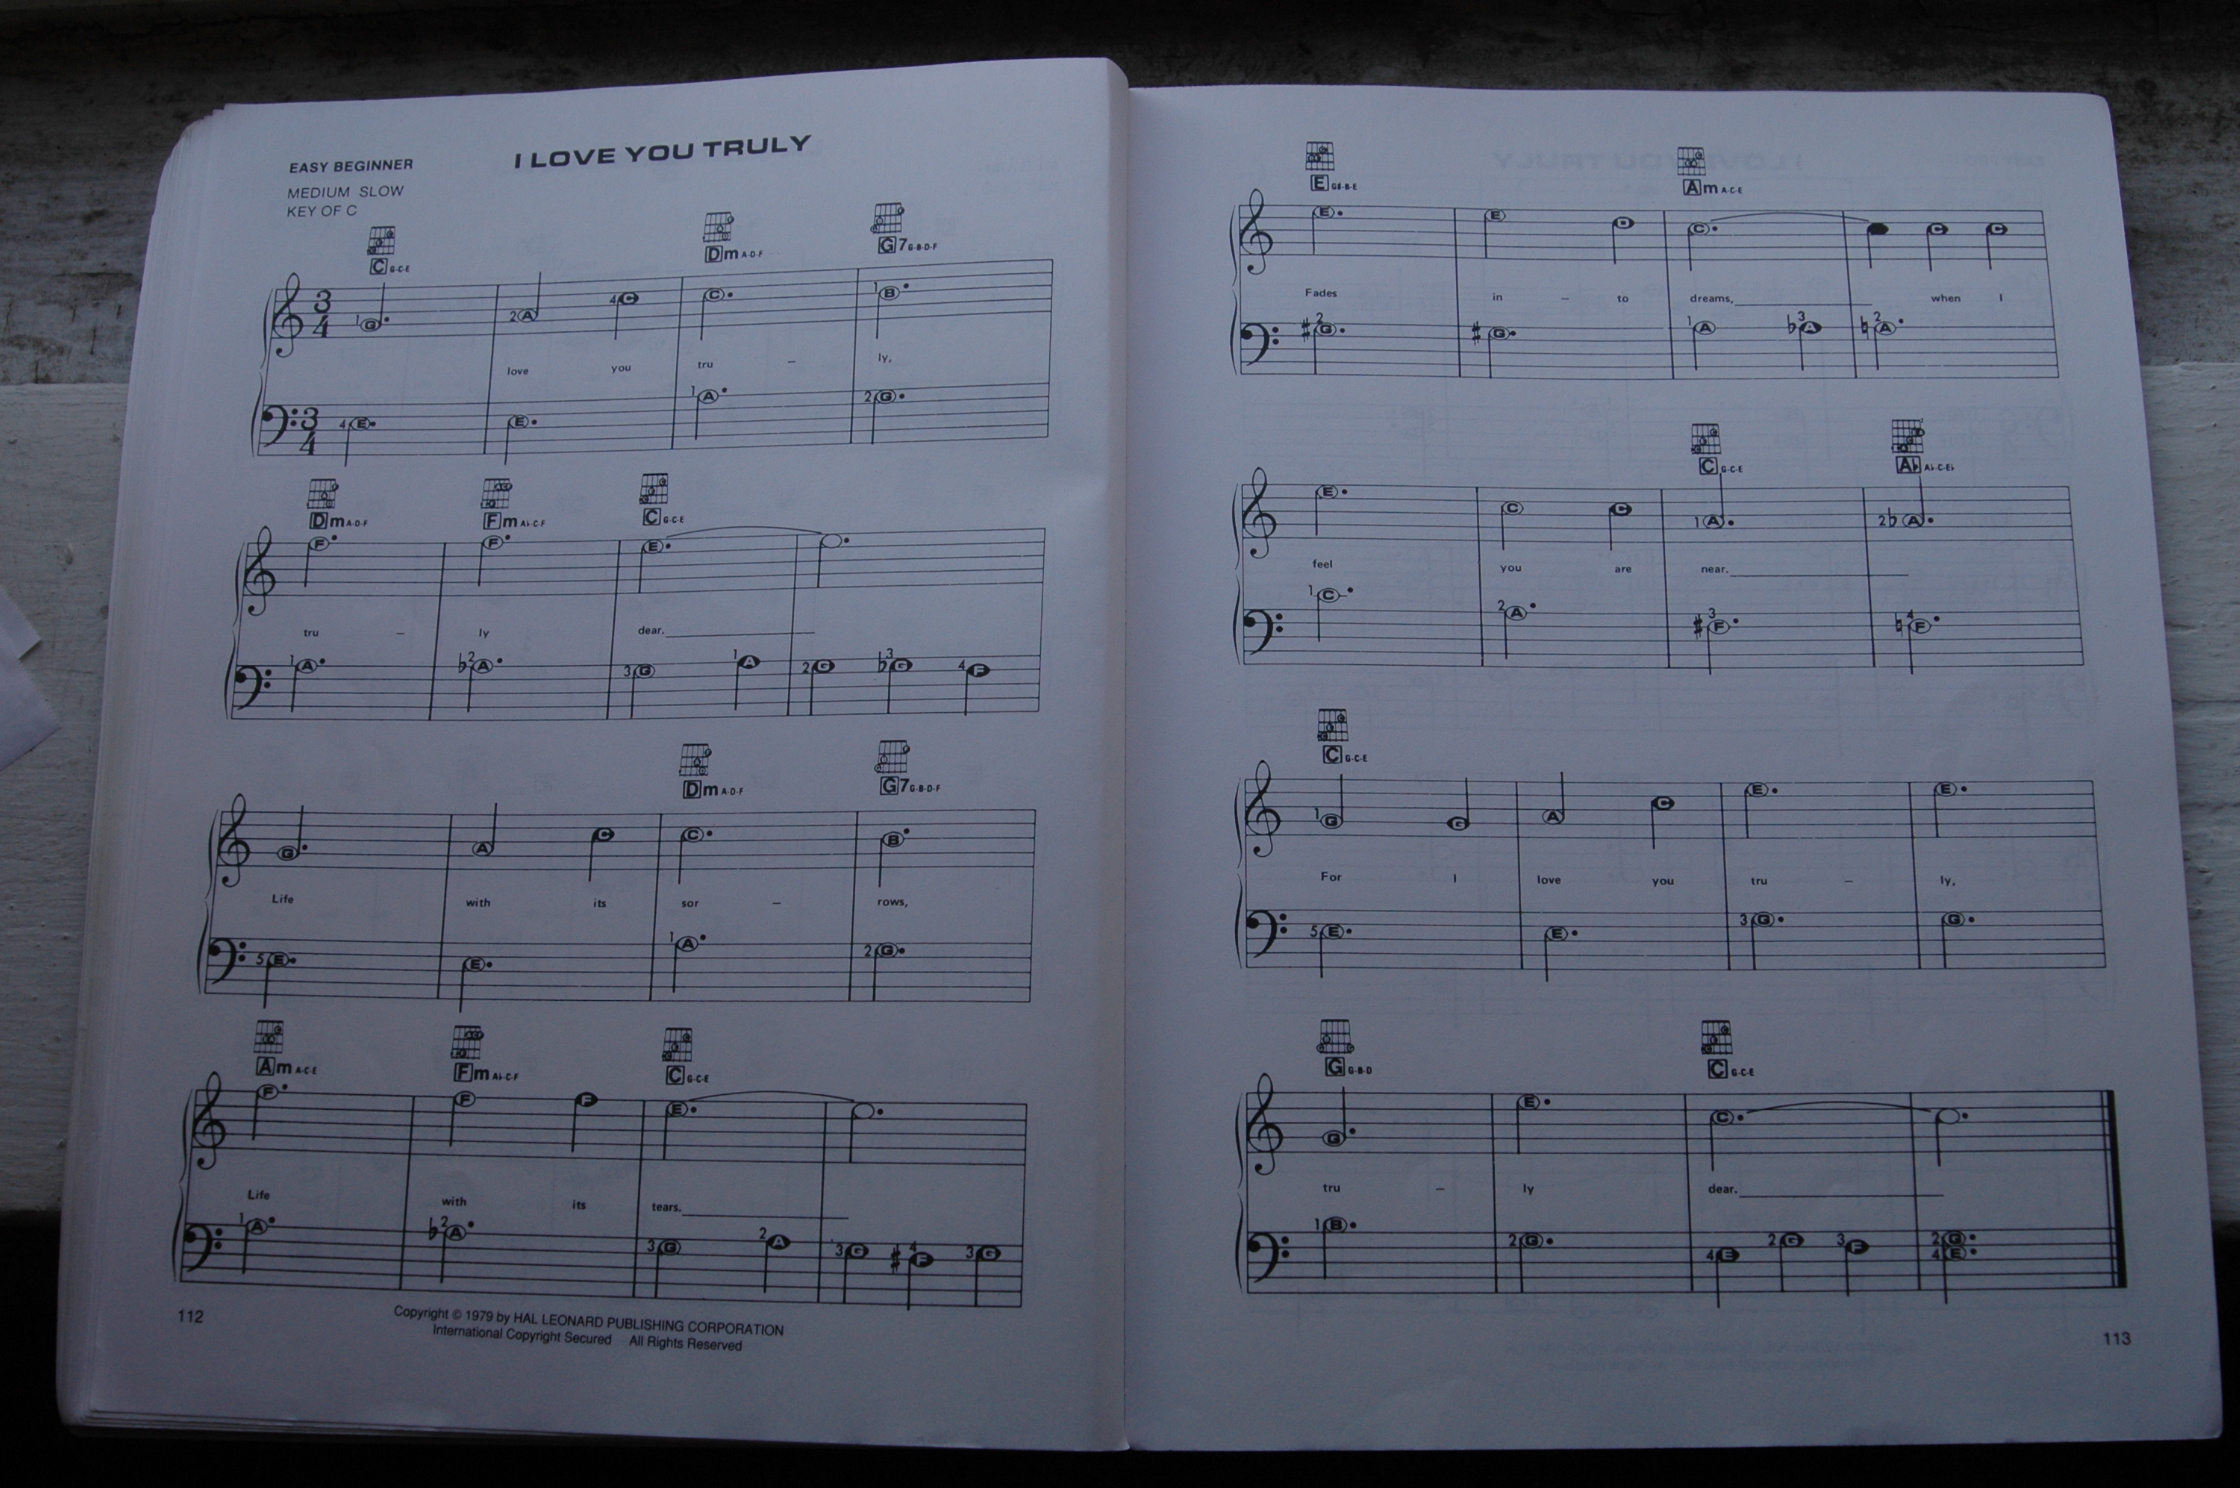 I LOVE YOU TRULY
EASY BEGINNER
MEDIUM SLOW
KEY OF C
C G-C-E Dm A-D-F G7 G-B-D-F
3 4 1 G 2 A 4 C C 1 B
love you tru – ly,
3 4 4 E E 1 A 2 G
Dm A-D-F Fm A♭-C-F C G-C-E
F F E
tru – ly dear.
1 A ♭ 2 A 3 G 1 A 2 G ♭ 3 G 4 F
Dm A-D-F G7 G-B-D-F
G A C C B
Life with its sor – rows,
5 E E 1 A 2 G
Am A-C-E Fm A♭-C-F C G-C-E
F F F E
Life with its tears.
1 A ♭ 2 A 3 G 2 A 3 G # 4 F 3 G
112
Copyright © 1979 by HAL LEONARD PUBLISHING CORPORATION
International Copyright Secured All Rights Reserved
E G#-B-E Am A-C-E
E E D C C C
Fades in – to dreams, when I
# 2 G # G 1 A ♭ 3 A ♮ 2 A
C G-C-E A♭ A♭-C-E♭
E C C 1 A 2 ♭ A
feel you are near.
1 C 2 A # 3 F ♮ 4 F
C G-C-E
1 G G A C E E
For I love you tru – ly,
5 E E 3 G G
G G-B-D C G-C-E
G E C
tru – ly dear.
1 B 2 G 4 E 2 G 3 F 2 G 4 E
113